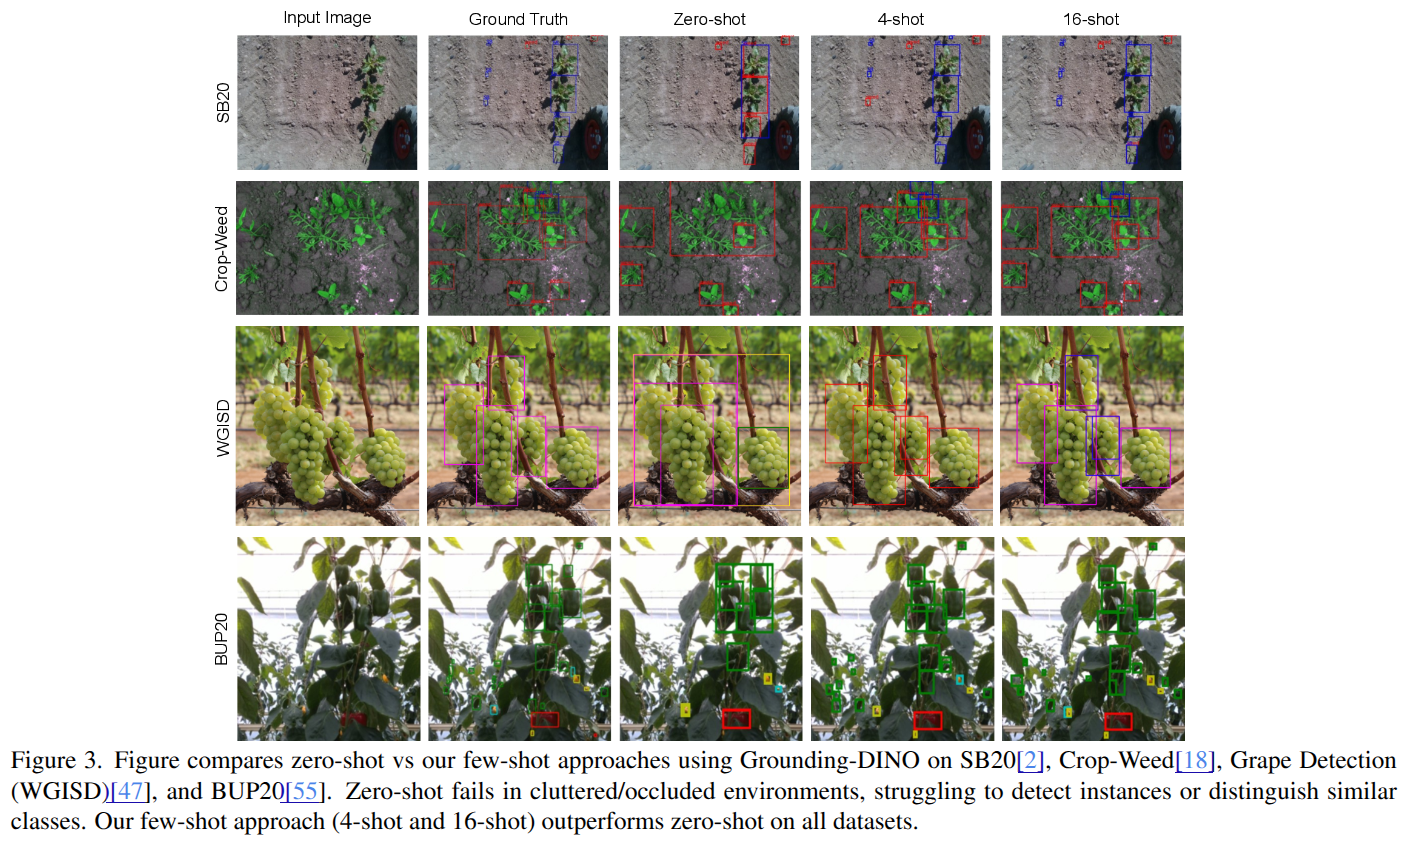 Input Image Ground Truth Zero-shot 4-shot 16-shot
SB20
Crop-Weed
WGISD
BUP20
Figure 3. Figure compares zero-shot vs our few-shot approaches using Grounding-DINO on SB20[2], Crop-Weed[18], Grape Detection
(WGISD)[47], and BUP20[55]. Zero-shot fails in cluttered/occluded environments, struggling to detect instances or distinguish similar
classes. Our few-shot approach (4-shot and 16-shot) outperforms zero-shot on all datasets.